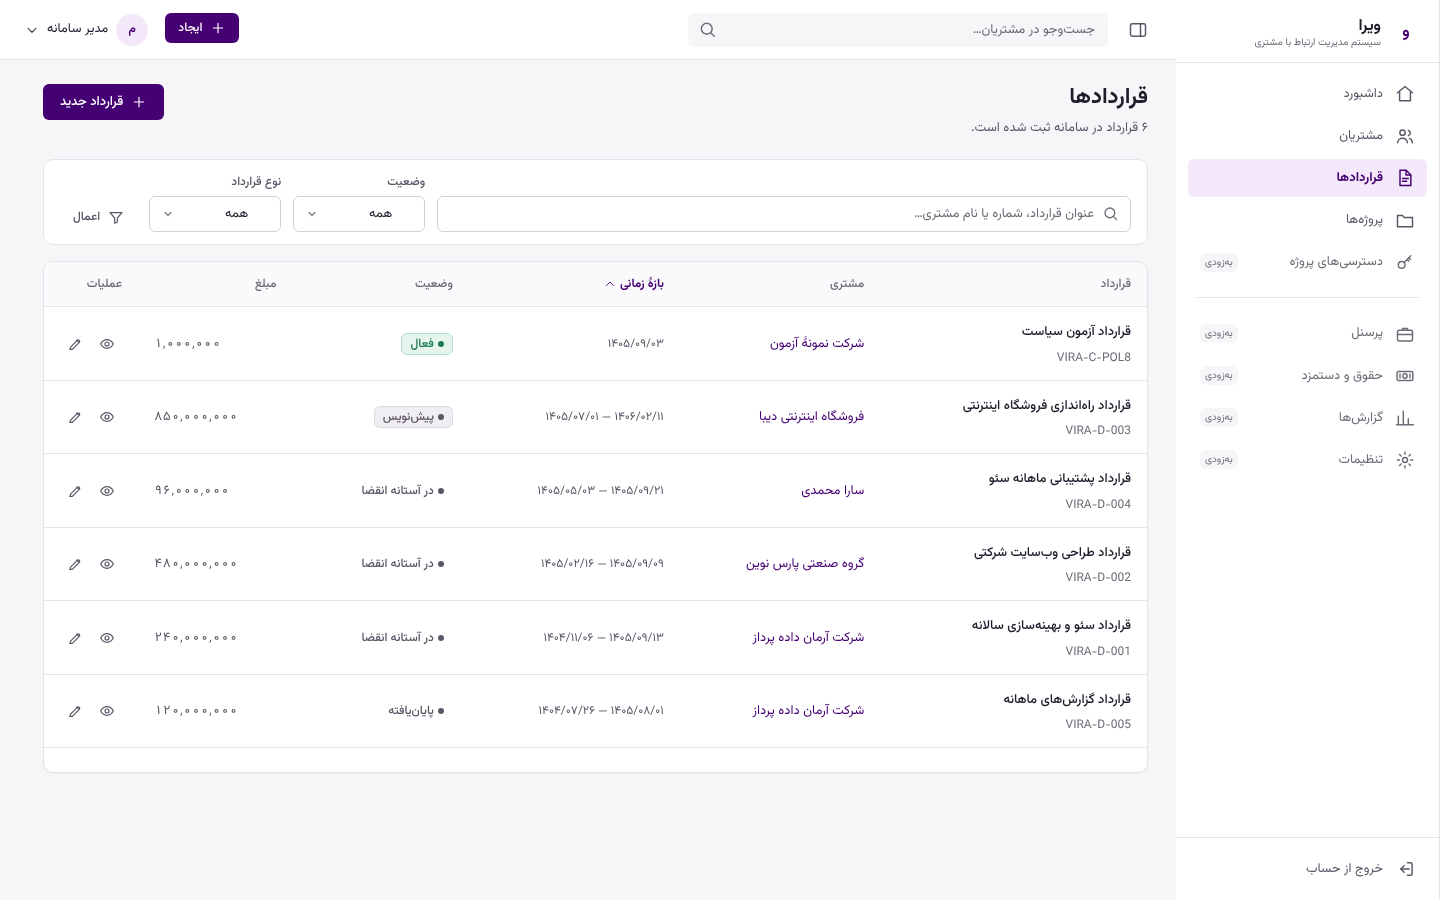 و
ویرا
سیستم مدیریت ارتباط با مشتری
داشبورد
مشتریان
قراردادها
پروژه‌ها
دسترسی‌های پروژه
به‌زودی
پرسنل
به‌زودی
حقوق و دستمزد
به‌زودی
گزارش‌ها
به‌زودی
تنظیمات
به‌زودی
خروج از حساب
جست‌وجو در مشتریان…
ایجاد
م
مدیر سامانه
قراردادها
۶ قرارداد در سامانه ثبت شده است.
قرارداد جدید
وضعیت
نوع قرارداد
عنوان قرارداد، شماره یا نام مشتری…
همه
همه
اعمال
قرارداد مشتری بازهٔ زمانی وضعیت مبلغ عملیات
قرارداد آزمون سیاست
VIRA-C-POL8
شرکت نمونهٔ آزمون
۱۴۰۵/۰۹/۰۳
فعال
۱,۰۰۰,۰۰۰
قرارداد راه‌اندازی فروشگاه اینترنتی
VIRA-D-003
فروشگاه اینترنتی دیبا
۱۴۰۵/۰۷/۰۱ — ۱۴۰۶/۰۲/۱۱
پیش‌نویس
۸۵۰,۰۰۰,۰۰۰
قرارداد پشتیبانی ماهانه سئو
VIRA-D-004
سارا محمدی
۱۴۰۵/۰۵/۰۳ — ۱۴۰۵/۰۹/۲۱
در آستانه انقضا
۹۶,۰۰۰,۰۰۰
قرارداد طراحی وب‌سایت شرکتی
VIRA-D-002
گروه صنعتی پارس نوین
۱۴۰۵/۰۲/۱۶ — ۱۴۰۵/۰۹/۰۹
در آستانه انقضا
۴۸۰,۰۰۰,۰۰۰
قرارداد سئو و بهینه‌سازی سالانه
VIRA-D-001
شرکت آرمان داده پرداز
۱۴۰۴/۱۱/۰۶ — ۱۴۰۵/۰۹/۱۳
در آستانه انقضا
۲۴۰,۰۰۰,۰۰۰
قرارداد گزارش‌های ماهانه
VIRA-D-005
شرکت آرمان داده پرداز
۱۴۰۴/۰۷/۲۶ — ۱۴۰۵/۰۸/۰۱
پایان‌یافته
۱۲۰,۰۰۰,۰۰۰